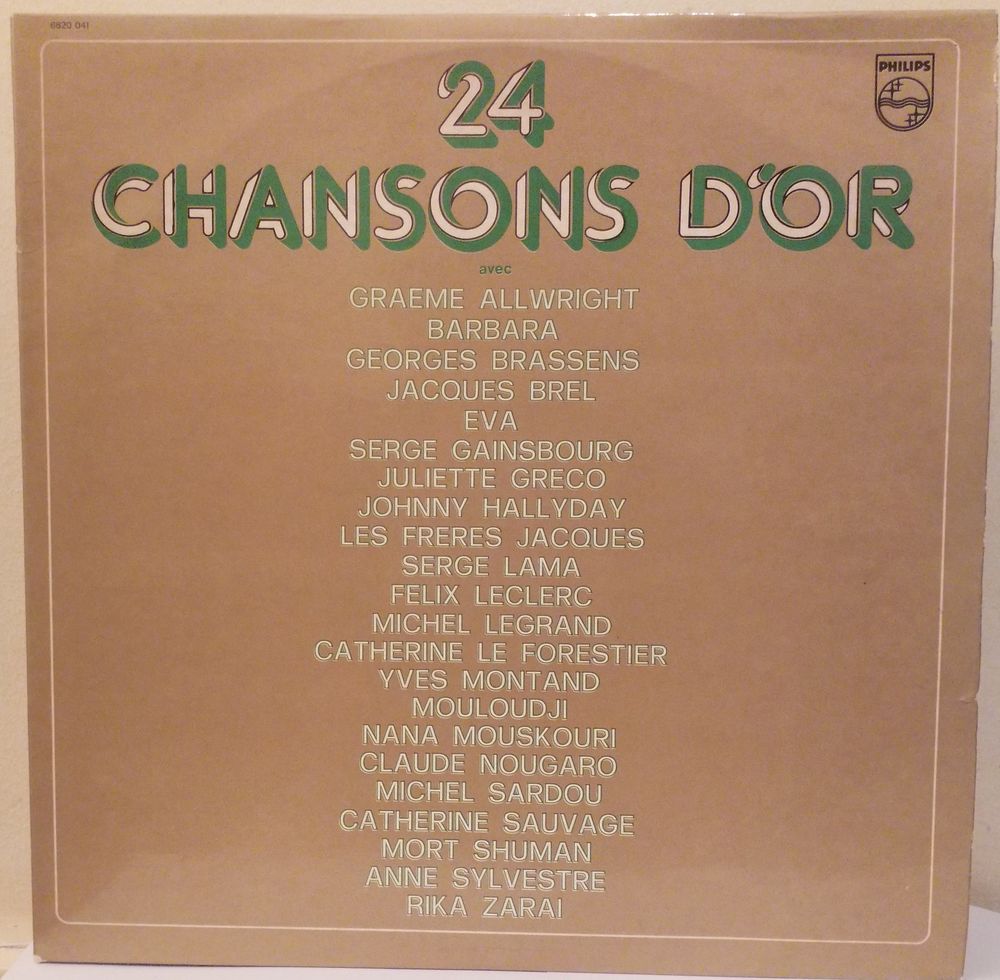 6820 041
PHILIPS
24
CHANSONS D'OR
avec
GRAEME ALLWRIGHT
BARBARA
GEORGES BRASSENS
JACQUES BREL
EVA
SERGE GAINSBOURG
JULIETTE GRECO
JOHNNY HALLYDAY
LES FRERES JACQUES
SERGE LAMA
FELIX LECLERC
MICHEL LEGRAND
CATHERINE LE FORESTIER
YVES MONTAND
MOULOUDJI
NANA MOUSKOURI
CLAUDE NOUGARO
MICHEL SARDOU
CATHERINE SAUVAGE
MORT SHUMAN
ANNE SYLVESTRE
RIKA ZARAI